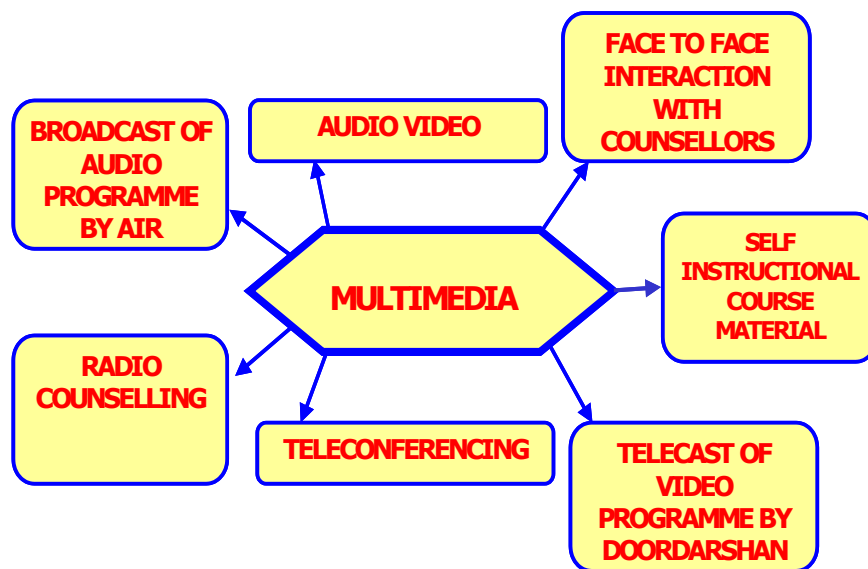 FACE TO FACE
INTERACTION
WITH
COUNSELLORS
AUDIO VIDEO
BROADCAST OF
AUDIO
PROGRAMME
BY AIR
SELF
INSTRUCTIONAL
COURSE
MATERIAL
MULTIMEDIA
RADIO
COUNSELLING
TELECONFERENCING
TELECAST OF
VIDEO
PROGRAMME BY
DOORDARSHAN